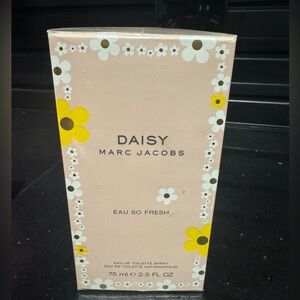 DAISY
MARC JACOBS
EAU SO FRESH
EAU DE TOILETTE SPRAY
EAU DE TOILETTE VAPORISATEUR
75 ml ℮ 2.5 FL OZ